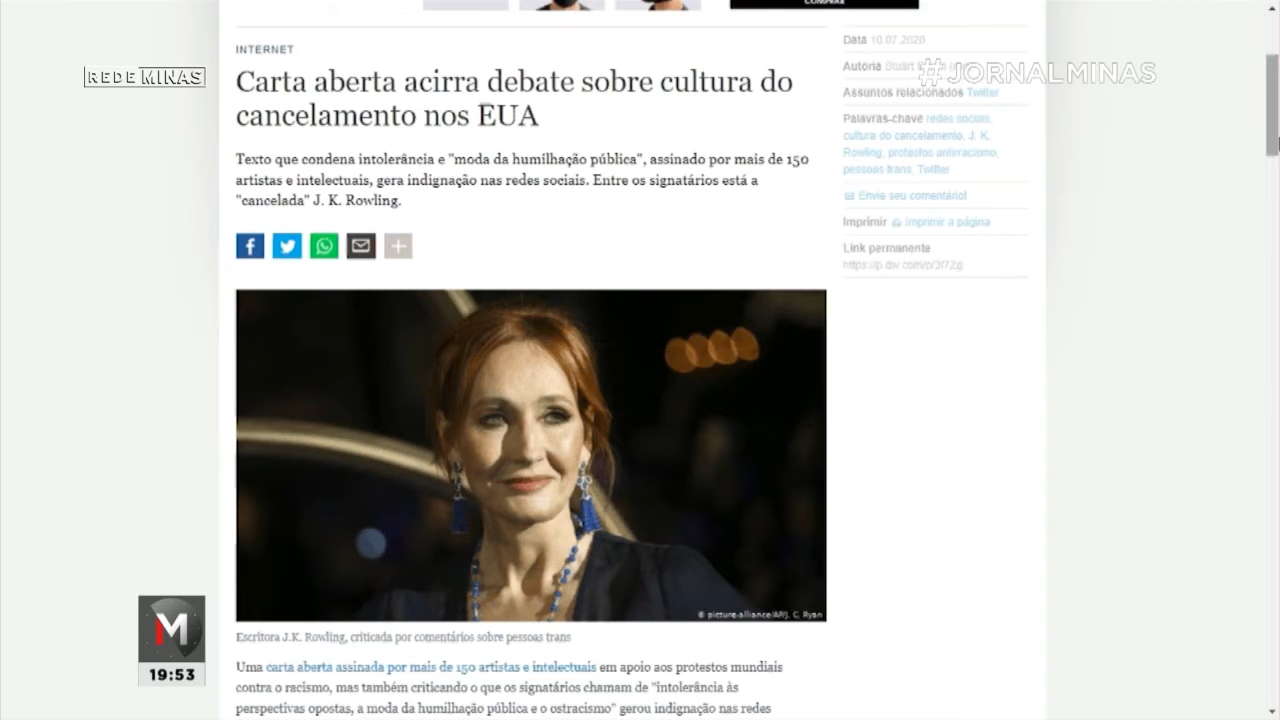 COMPRAR
INTERNET
REDE MINAS
#JORNALMINAS
Carta aberta acirra debate sobre cultura do
cancelamento nos EUA
Texto que condena intolerância e "moda da humilhação pública", assinado por mais de 150
artistas e intelectuais, gera indignação nas redes sociais. Entre os signatários está a
"cancelada" J. K. Rowling.
Data 10.07.2020
Autoria Stuart
Assuntos relacionados Twitter
Palavras-chave redes sociais,
cultura do cancelamento, J. K.
Rowling, protestos antirracismo,
pessoas trans, Twitter
Envie seu comentário!
Imprimir Imprimir a página
Link permanente
© picture-alliance/AP/J. C. Ryan
Escritora J.K. Rowling, criticada por comentários sobre pessoas trans
Uma carta aberta assinada por mais de 150 artistas e intelectuais em apoio aos protestos mundiais
contra o racismo, mas também criticando o que os signatários chamam de "intolerância às
perspectivas opostas, a moda da humilhação pública e o ostracismo" gerou indignação nas redes
M
19:53